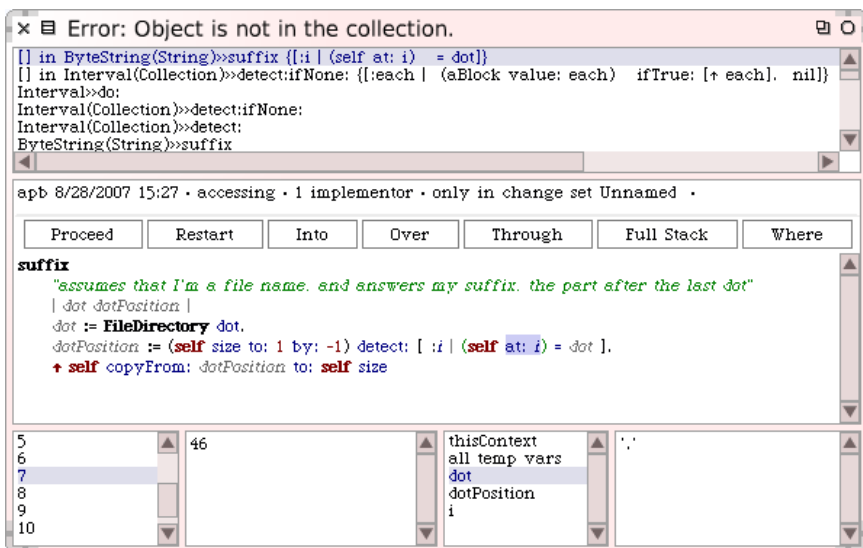 Error: Object is not in the collection.
[] in ByteString(String)>>suffix {[:i | (self at: i) = dot]}
[] in Interval(Collection)>>detect:ifNone: {[:each | (aBlock value: each) ifTrue: [↑ each]. nil]}
Interval>>do:
Interval(Collection)>>detect:ifNone:
Interval(Collection)>>detect:
ByteString(String)>>suffix
apb 8/28/2007 15:27 · accessing · 1 implementor · only in change set Unnamed ·
Proceed Restart Into Over Through Full Stack Where
suffix
"assumes that I'm a file name. and answers my suffix. the part after the last dot"
| dot dotPosition |
dot := FileDirectory dot.
dotPosition := (self size to: 1 by: -1) detect: [ :i | (self at: i) = dot ].
↑ self copyFrom: dotPosition to: self size
5
6
7
8
9
10
46
thisContext
all temp vars
dot
dotPosition
i
'.'